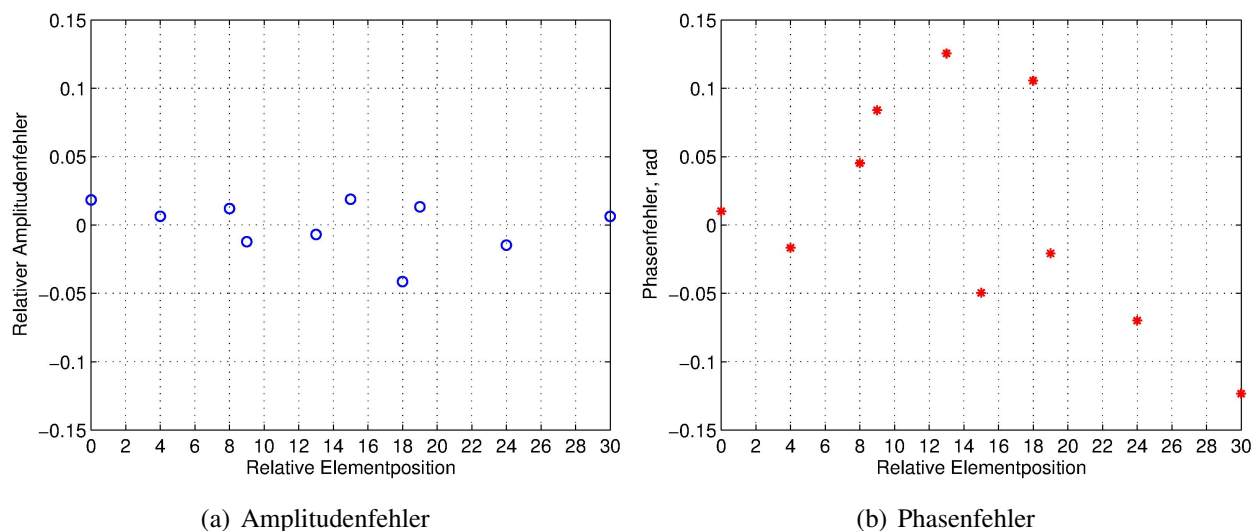 0.15
0.1
0.05
0
−0.05
−0.1
−0.15
Relativer Amplitudenfehler
0 2 4 6 8 10 12 14 16 18 20 22 24 26 28 30
Relative Elementposition
(a) Amplitudenfehler
0.15
0.1
0.05
0
−0.05
−0.1
−0.15
Phasenfehler, rad
0 2 4 6 8 10 12 14 16 18 20 22 24 26 28 30
Relative Elementposition
(b) Phasenfehler